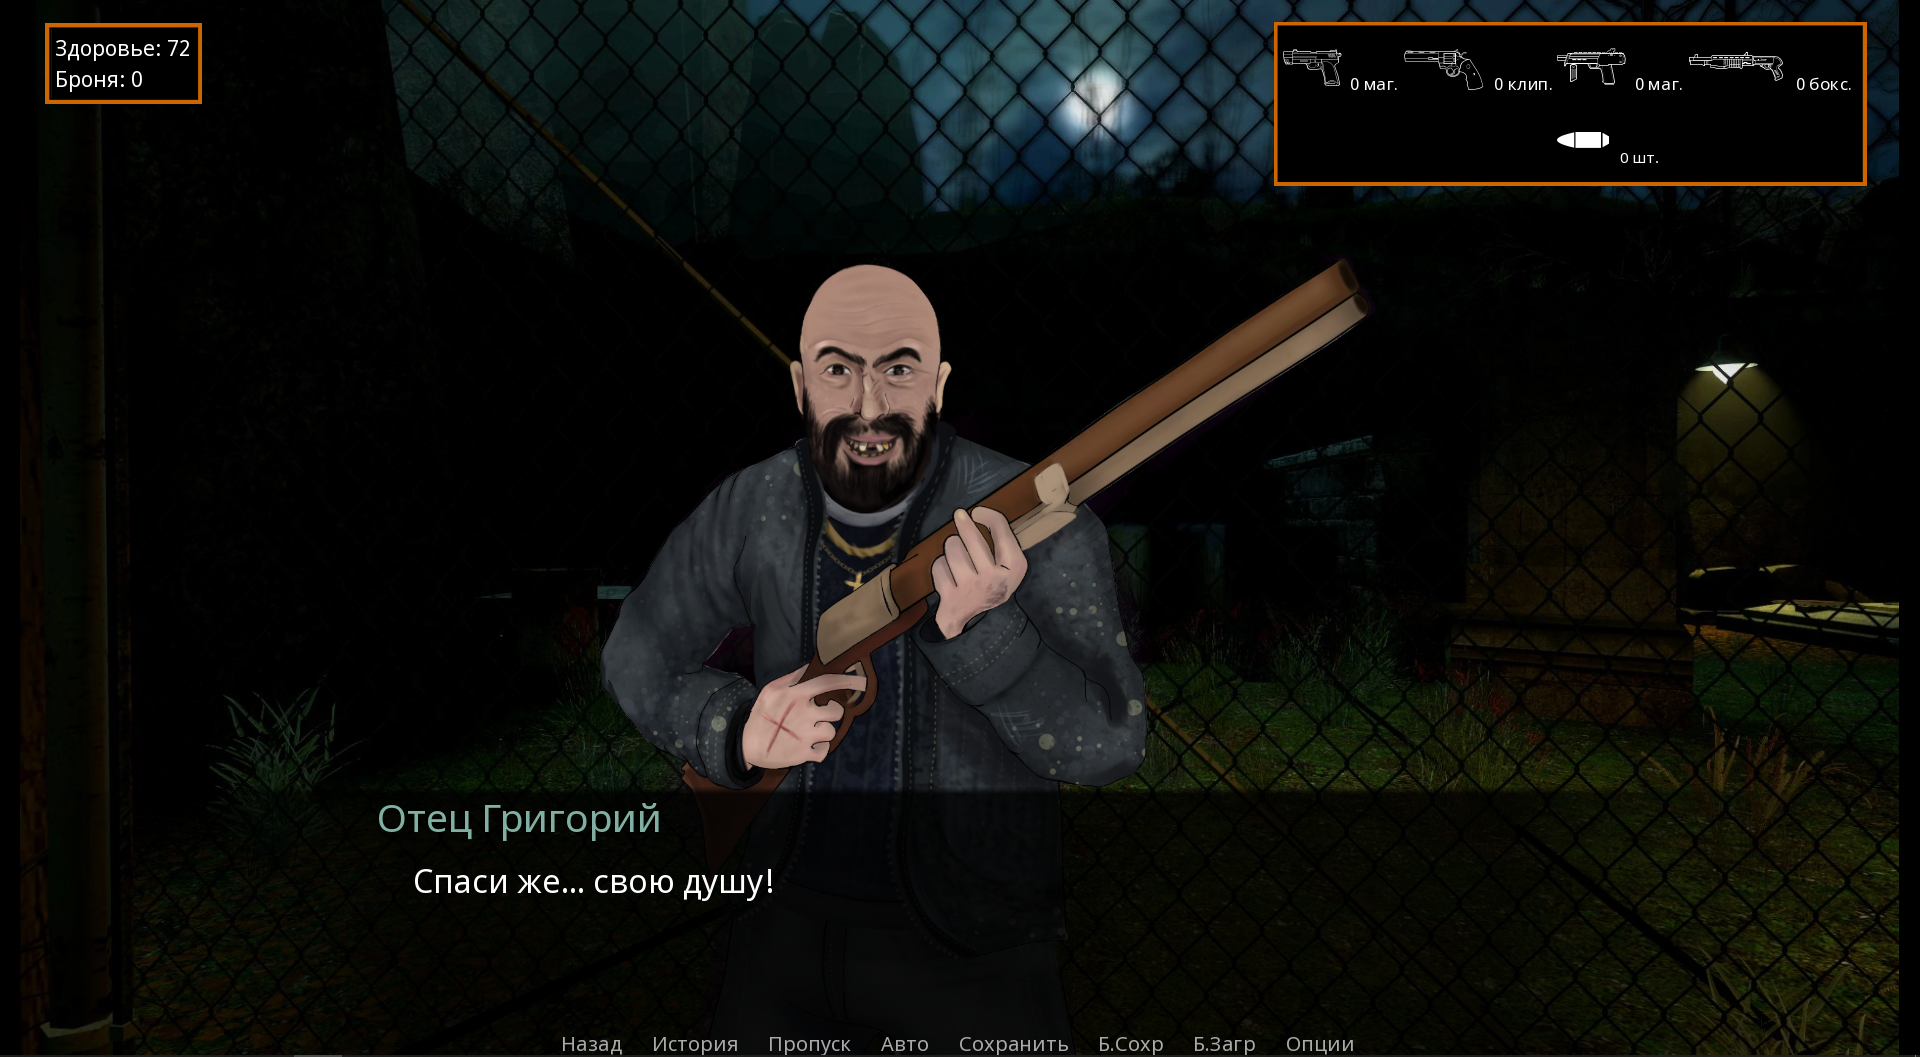 Здоровье: 72
Броня: 0
0 маг. 0 клип. 0 маг. 0 бокс.
0 шт.
Отец Григорий
Спаси же... свою душу!
Назад История Пропуск Авто Сохранить Б.Сохр Б.Загр Опции